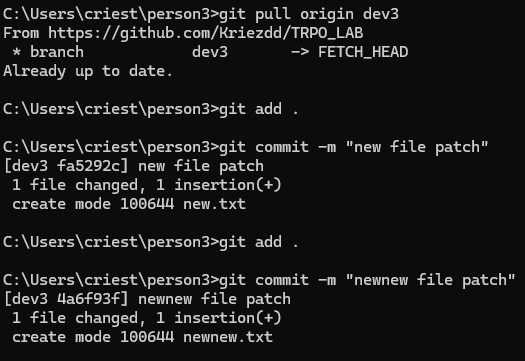 C:\Users\criest\person3>git pull origin dev3
From https://github.com/Kriezdd/TRPO_LAB
 * branch            dev3       -> FETCH_HEAD
Already up to date.
C:\Users\criest\person3>git add .
C:\Users\criest\person3>git commit -m "new file patch"
[dev3 fa5292c] new file patch
 1 file changed, 1 insertion(+)
 create mode 100644 new.txt
C:\Users\criest\person3>git add .
C:\Users\criest\person3>git commit -m "newnew file patch"
[dev3 4a6f93f] newnew file patch
 1 file changed, 1 insertion(+)
 create mode 100644 newnew.txt